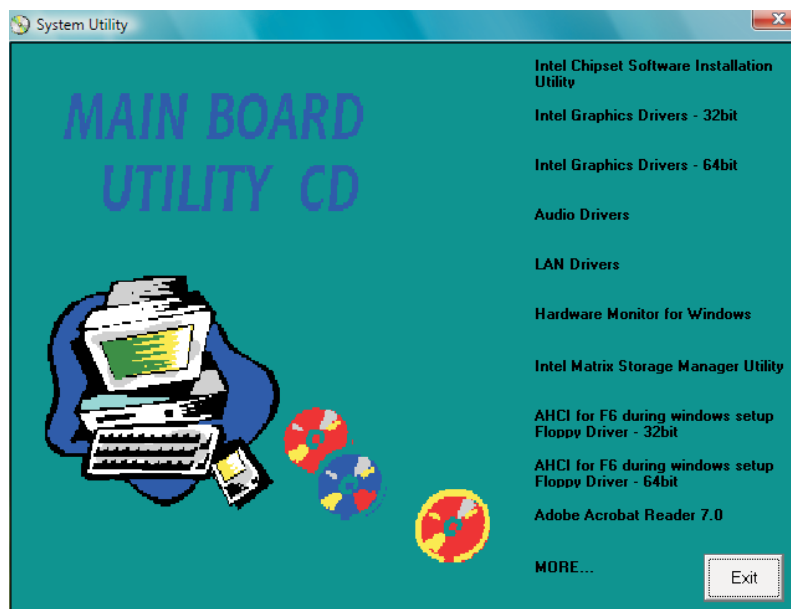 System Utility
MAIN BOARD
UTILITY CD
Intel Chipset Software Installation
Utility
Intel Graphics Drivers - 32bit
Intel Graphics Drivers - 64bit
Audio Drivers
LAN Drivers
Hardware Monitor for Windows
Intel Matrix Storage Manager Utility
AHCI for F6 during windows setup
Floppy Driver - 32bit
AHCI for F6 during windows setup
Floppy Driver - 64bit
Adobe Acrobat Reader 7.0
MORE...
Exit